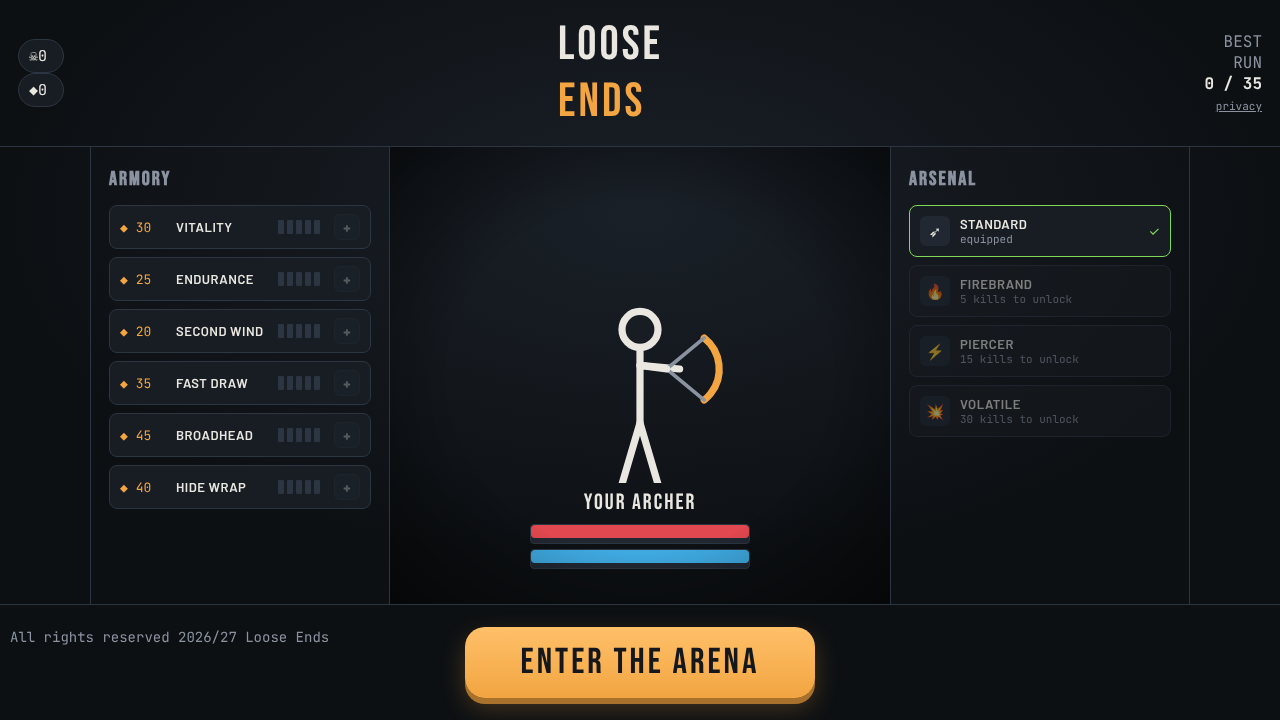 ☠0
◆0
LOOSE
ENDS
BEST
RUN
0 / 35
privacy
ARMORY
◆ 30 VITALITY +
◆ 25 ENDURANCE +
◆ 20 SECOND WIND +
◆ 35 FAST DRAW +
◆ 45 BROADHEAD +
◆ 40 HIDE WRAP +
YOUR ARCHER
ARSENAL
STANDARD ✓
equipped
FIREBRAND
5 kills to unlock
PIERCER
15 kills to unlock
VOLATILE
30 kills to unlock
All rights reserved 2026/27 Loose Ends
ENTER THE ARENA